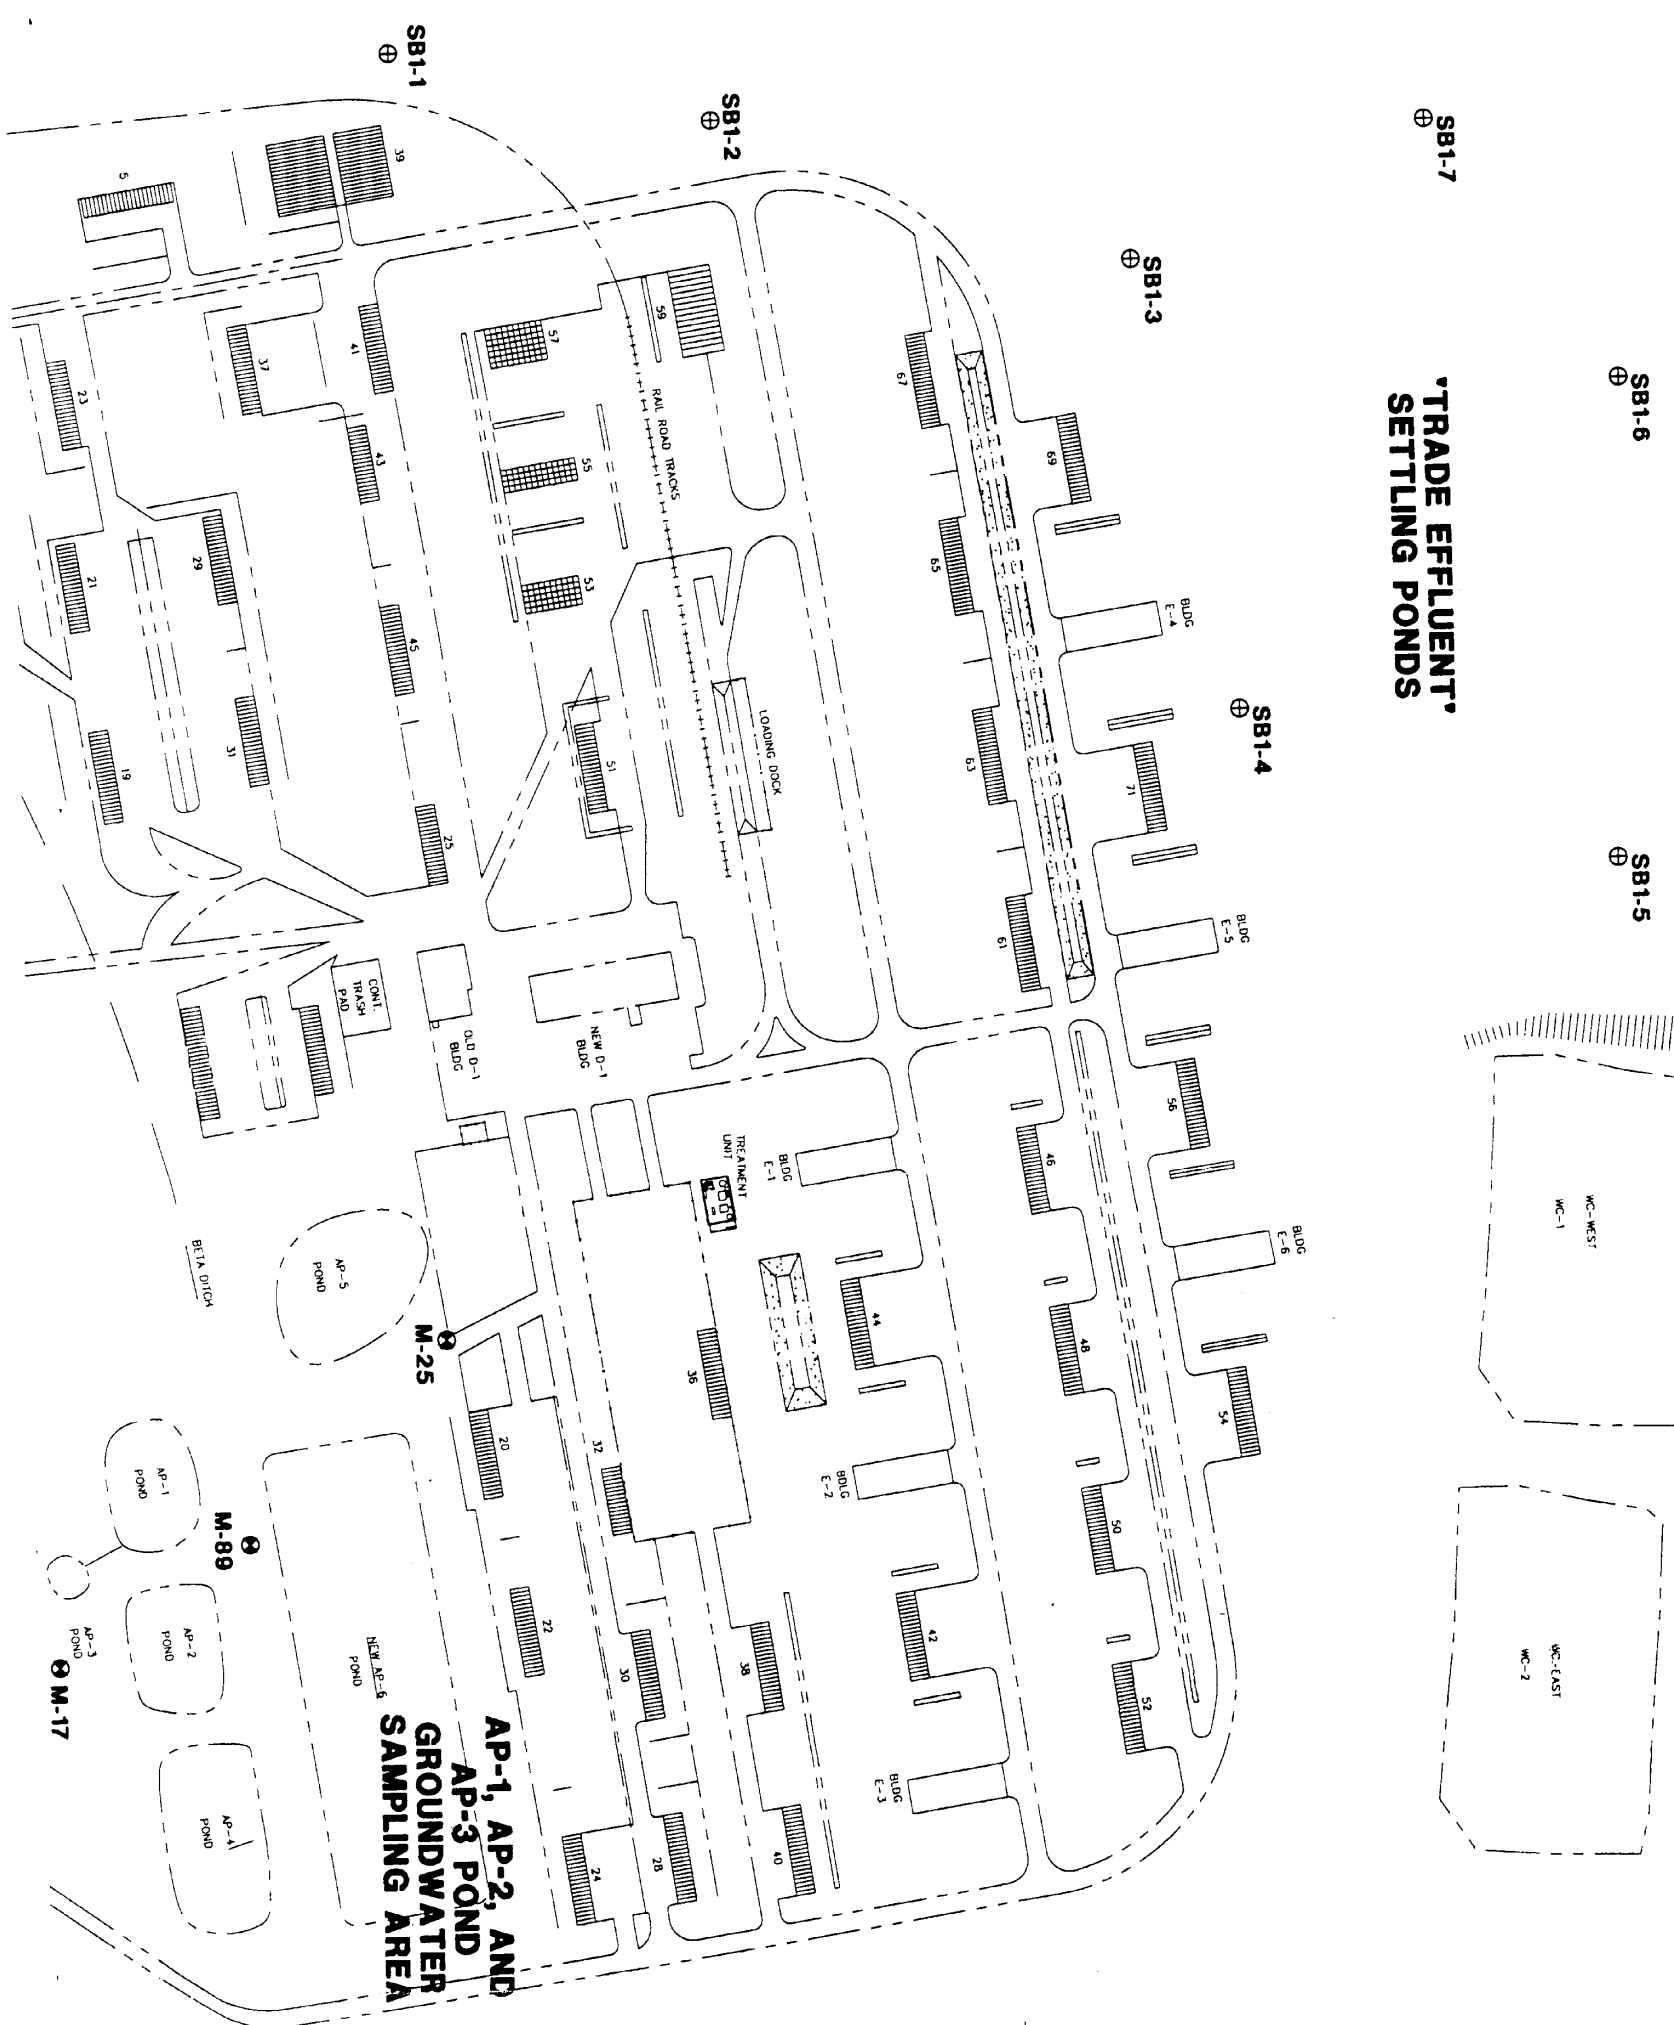 SB1-1
SB1-2
SB1-7
SB1-3
SB1-6
"TRADE EFFLUENT"
SETTLING PONDS
SB1-4
SB1-5
39
5
59
57
41
37
23
43
55
53
RAIL ROAD TRACKS
67
69
65
BLDG
E-4
29
21
45
31
19
51
LOADING DOCK
63
71
25
61
BLDG
E-5
CONT.
TRASH
PAD
OLD D-1
BLDG
NEW D-1
BLDG
56
46
TREATMENT
UNIT
BLDG
E-1
BLDG
E-6
WC-WEST
WC-1
BETA DITCH
AP-5
POND
M-25
44
48
36
54
20
32
BDLG
E-2
50
AP-1
POND
M-89
AP-2
POND
AP-3
POND
M-17
NEW AP-6
POND
22
30
38
42
52
WC-EAST
WC-2
AP-4
POND
24
28
40
BLDG
E-3
AP-1, AP-2, AND
AP-3 POND
GROUNDWATER
SAMPLING AREA